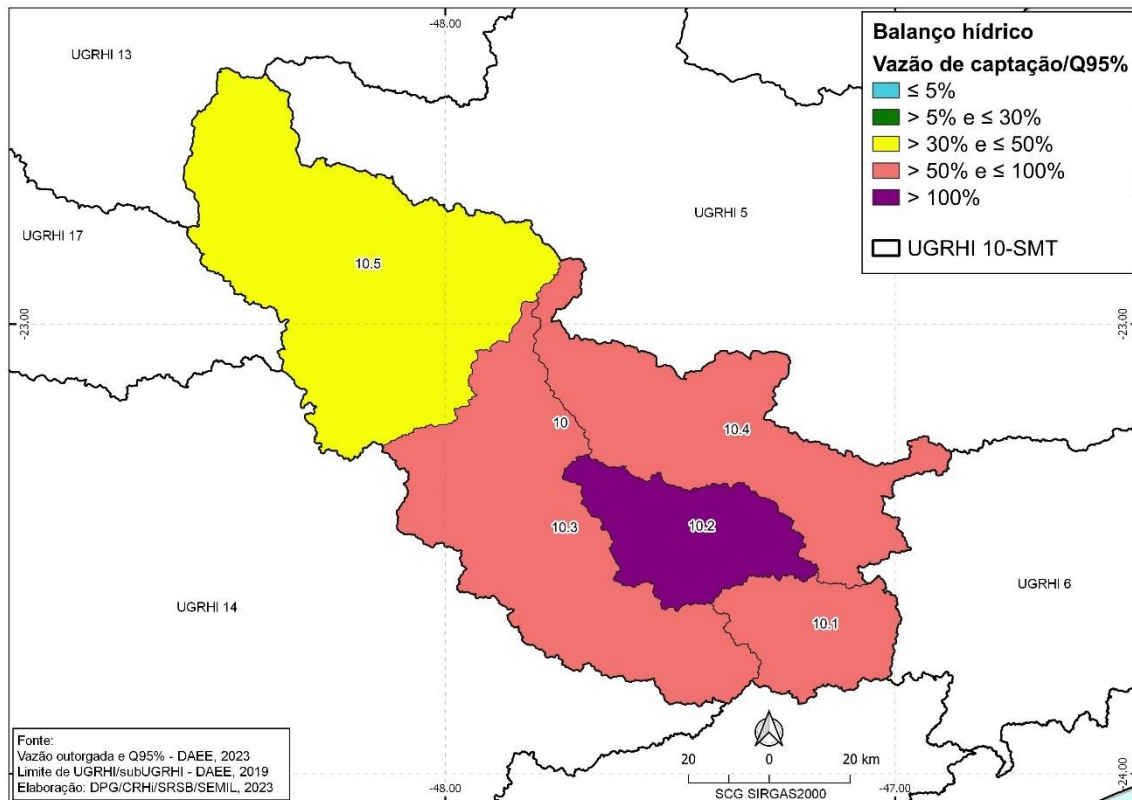 -48.00
UGRHI 13
Balanço hídrico
Vazão de captação/Q95%
≤ 5%
> 5% e ≤ 30%
> 30% e ≤ 50%
> 50% e ≤ 100%
> 100%
UGRHI 10-SMT
UGRHI 5
UGRHI 17
10.5
-23.00
-23.00
10
10.4
10.3
10.2
UGRHI 6
UGRHI 14
10.1
Fonte:
Vazão outorgada e Q95% - DAEE, 2023
Limite de UGRHI/subUGRHI - DAEE, 2019
Elaboração: DPG/CRHi/SRSB/SEMIL, 2023
20 0 20 km
SCG SIRGAS2000
-48.00
-47.00
-24.00